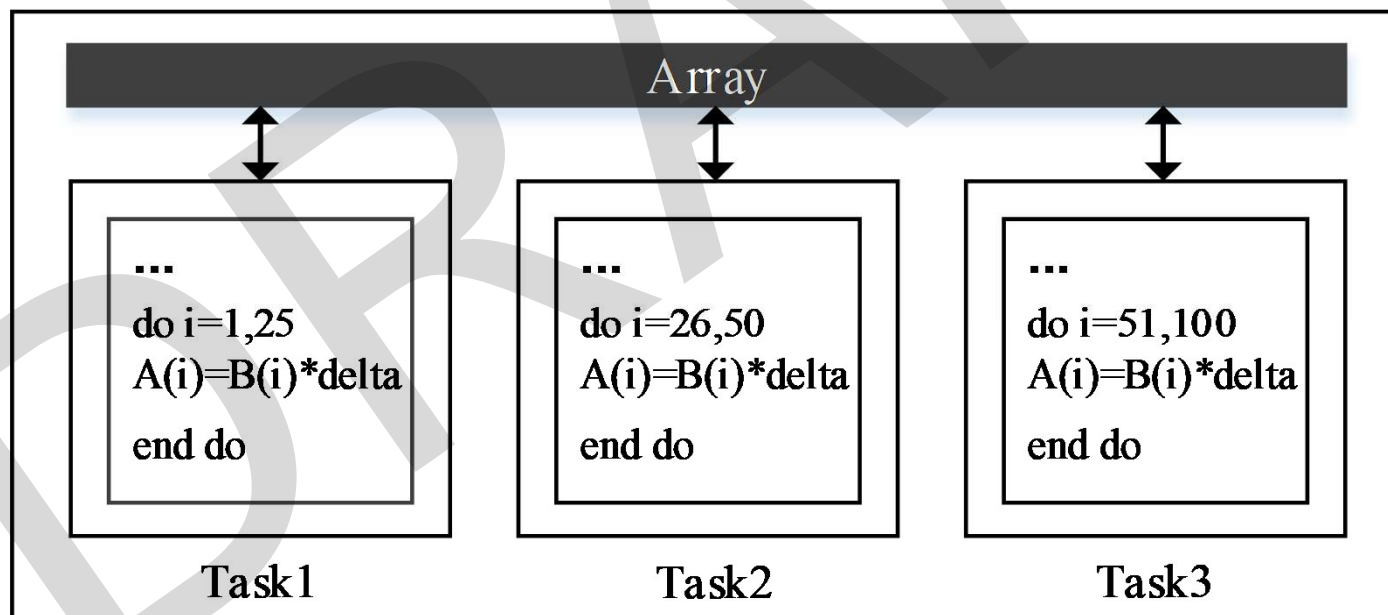 Array
...
do i=1,25
A(i)=B(i)*delta
end do
Task1
...
do i=26,50
A(i)=B(i)*delta
end do
Task2
...
do i=51,100
A(i)=B(i)*delta
end do
Task3